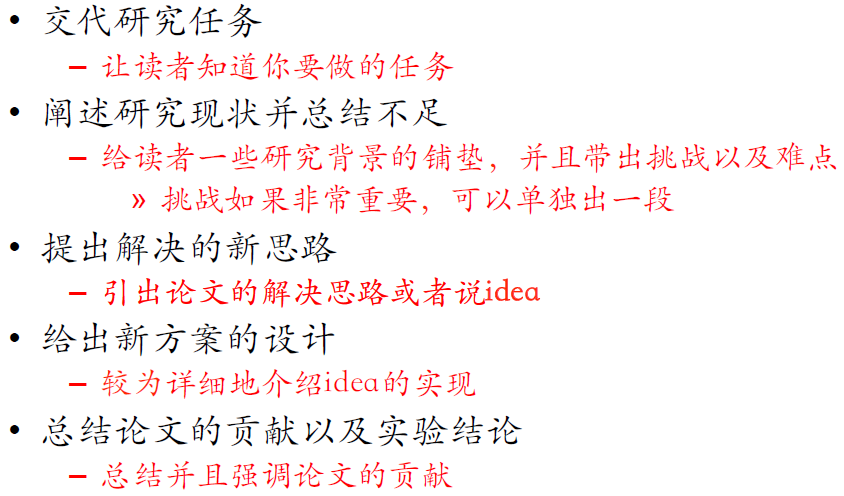 • 交代研究任务
– 让读者知道你要做的任务
• 阐述研究现状并总结不足
– 给读者一些研究背景的铺垫，并且带出挑战以及难点
» 挑战如果非常重要，可以单独出一段
• 提出解决的新思路
– 引出论文的解决思路或者说idea
• 给出新方案的设计
– 较为详细地介绍idea的实现
• 总结论文的贡献以及实验结论
– 总结并且强调论文的贡献